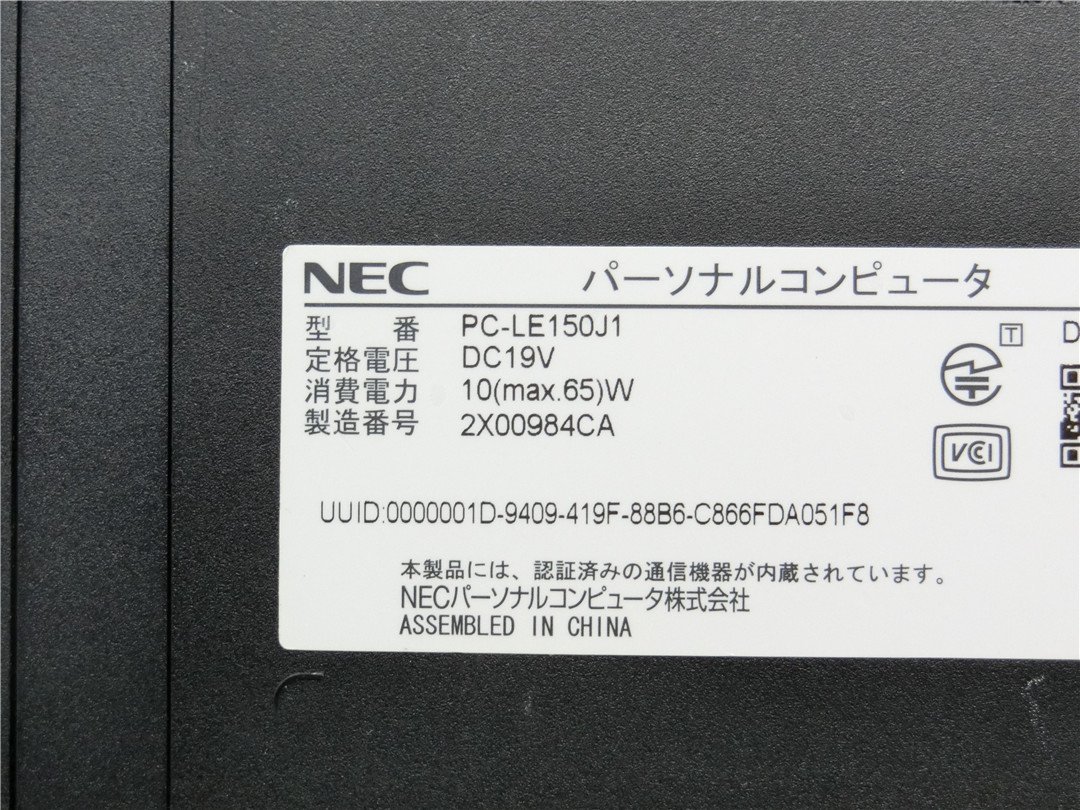 NEC パーソナルコンピュータ
型 番 PC-LE150J1
定格電圧 DC19V
消費電力 10(max.65)W
製造番号 2X00984CA
T
D
VCI
UUID:0000001D-9409-419F-88B6-C866FDA051F8
本製品には、認証済みの通信機器が内蔵されています。
NECパーソナルコンピュータ株式会社
ASSEMBLED IN CHINA